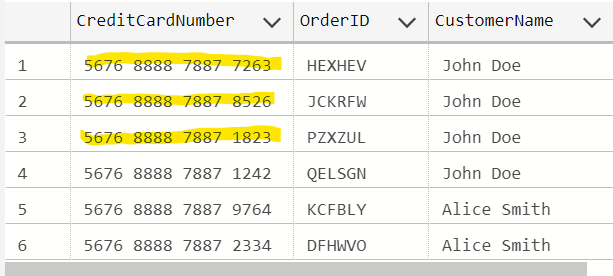 CreditCardNumber OrderID CustomerName
1 5676 8888 7887 7263 HEXHEV John Doe
2 5676 8888 7887 8526 JCKRFW John Doe
3 5676 8888 7887 1823 PZXZUL John Doe
4 5676 8888 7887 1242 QELSGN John Doe
5 5676 8888 7887 9764 KCFBLY Alice Smith
6 5676 8888 7887 2334 DFHWVO Alice Smith